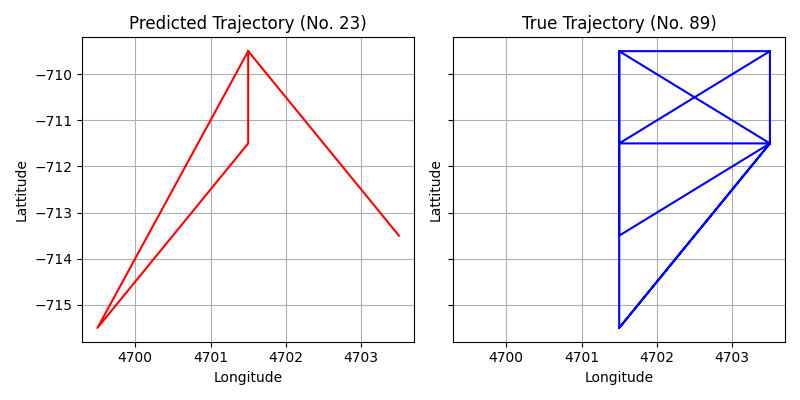 Predicted Trajectory (No. 23)
True Trajectory (No. 89)
−710
−711
−712
−713
−714
−715
Lattitude
Lattitude
4700
4701
4702
4703
4700
4701
4702
4703
Longitude
Longitude